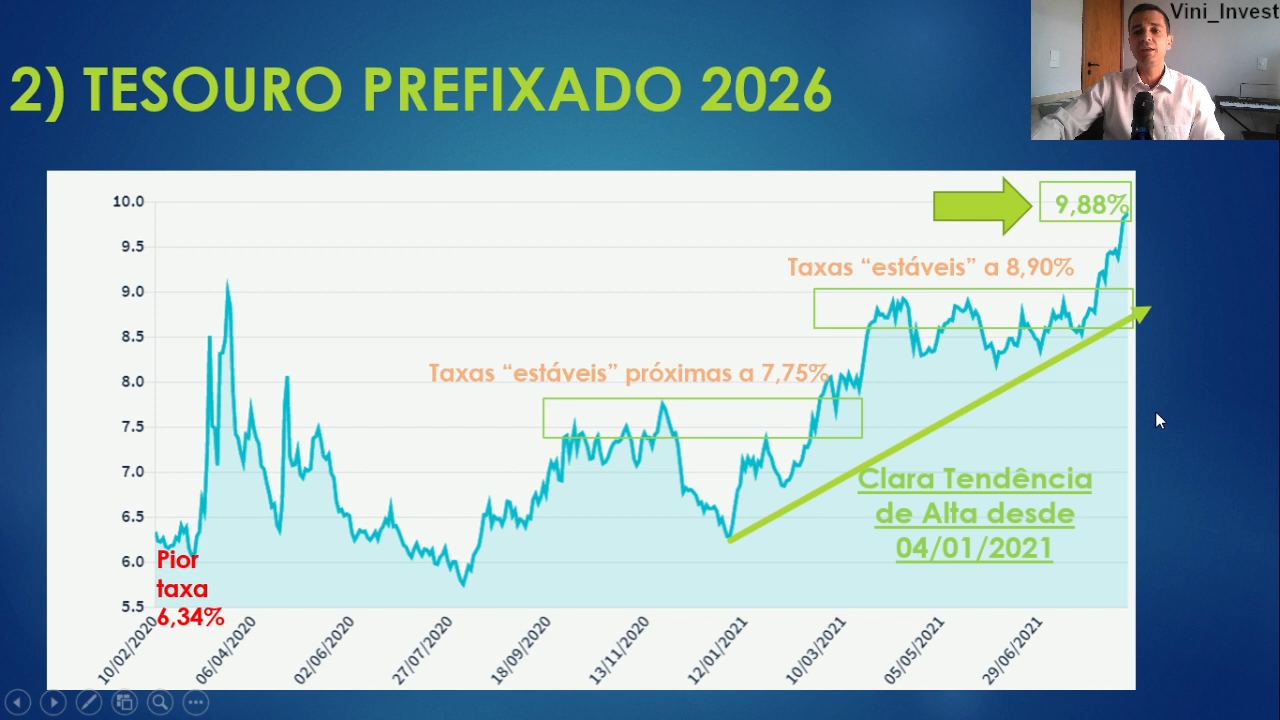 Vini_Invest
2) TESOURO PREFIXADO 2026
9,88%
Taxas “estáveis” a 8,90%
Taxas “estáveis” próximas a 7,75%
Clara Tendência
de Alta desde
04/01/2021
Pior
taxa
6,34%
10.0
9.5
9.0
8.5
8.0
7.5
7.0
6.5
6.0
5.5
10/02/2020
06/04/2020
02/06/2020
27/07/2020
18/09/2020
13/11/2020
12/01/2021
10/03/2021
05/05/2021
29/06/2021